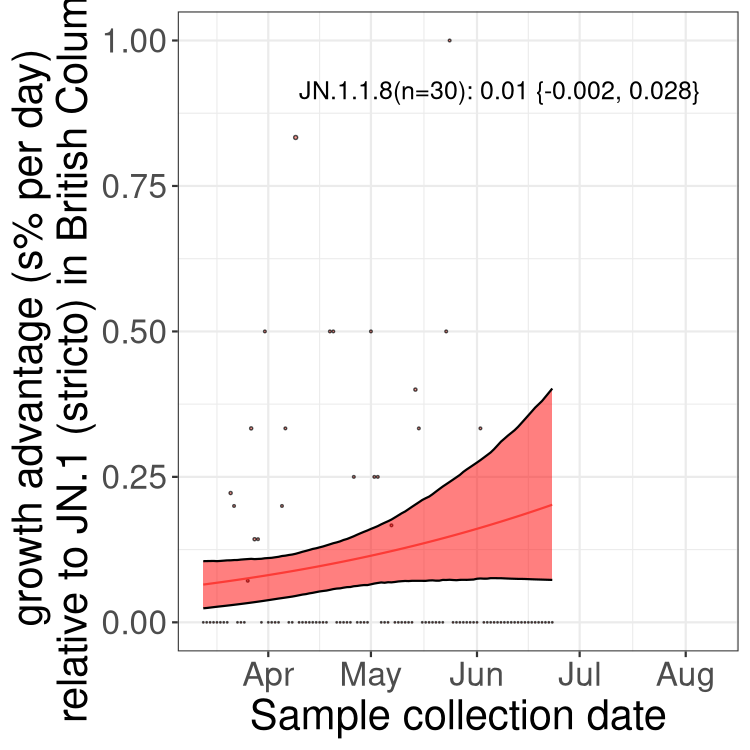 growth advantage (s% per day)
relative to JN.1 (stricto) in British Colum
1.00
0.75
0.50
0.25
0.00
JN.1.1.8(n=30): 0.01 {-0.002, 0.028}
Apr May Jun Jul Aug
Sample collection date